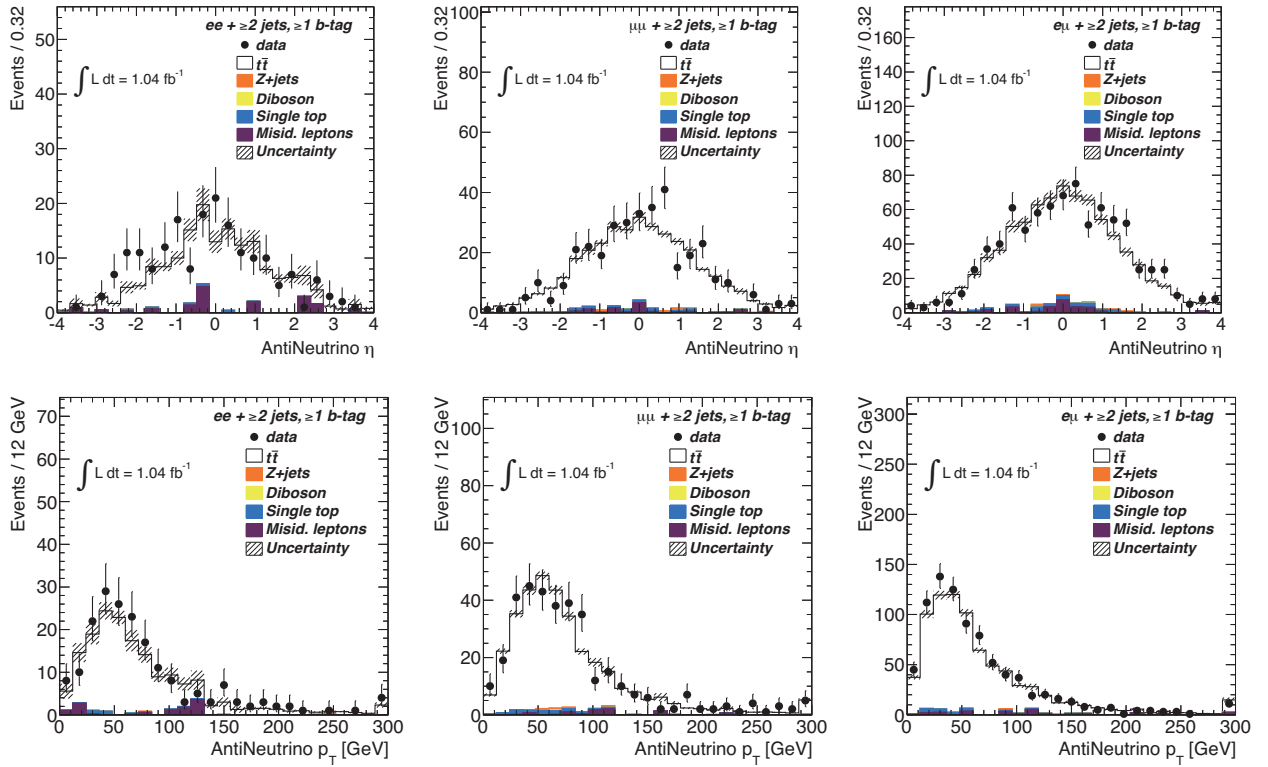 Events / 0.32
ee + ≥2 jets, ≥1 b-tag
data
tt̄
Z+jets
Diboson
Single top
Misid. leptons
Uncertainty
∫ L dt = 1.04 fb⁻¹
50
40
30
20
10
0
-4 -3 -2 -1 0 1 2 3 4
AntiNeutrino η
Events / 0.32
μμ + ≥2 jets, ≥1 b-tag
data
tt̄
Z+jets
Diboson
Single top
Misid. leptons
Uncertainty
∫ L dt = 1.04 fb⁻¹
100
80
60
40
20
0
-4 -3 -2 -1 0 1 2 3 4
AntiNeutrino η
Events / 0.32
eμ + ≥2 jets, ≥1 b-tag
data
tt̄
Z+jets
Diboson
Single top
Misid. leptons
Uncertainty
∫ L dt = 1.04 fb⁻¹
160
140
120
100
80
60
40
20
0
-4 -3 -2 -1 0 1 2 3 4
AntiNeutrino η
Events / 12 GeV
ee + ≥2 jets, ≥1 b-tag
data
tt̄
Z+jets
Diboson
Single top
Misid. leptons
Uncertainty
∫ L dt = 1.04 fb⁻¹
70
60
50
40
30
20
10
0
0 50 100 150 200 250 300
AntiNeutrino p_T [GeV]
Events / 12 GeV
μμ + ≥2 jets, ≥1 b-tag
data
tt̄
Z+jets
Diboson
Single top
Misid. leptons
Uncertainty
∫ L dt = 1.04 fb⁻¹
100
80
60
40
20
0
0 50 100 150 200 250 300
AntiNeutrino p_T [GeV]
Events / 12 GeV
eμ + ≥2 jets, ≥1 b-tag
data
tt̄
Z+jets
Diboson
Single top
Misid. leptons
Uncertainty
∫ L dt = 1.04 fb⁻¹
300
250
200
150
100
50
0
0 50 100 150 200 250 300
AntiNeutrino p_T [GeV]